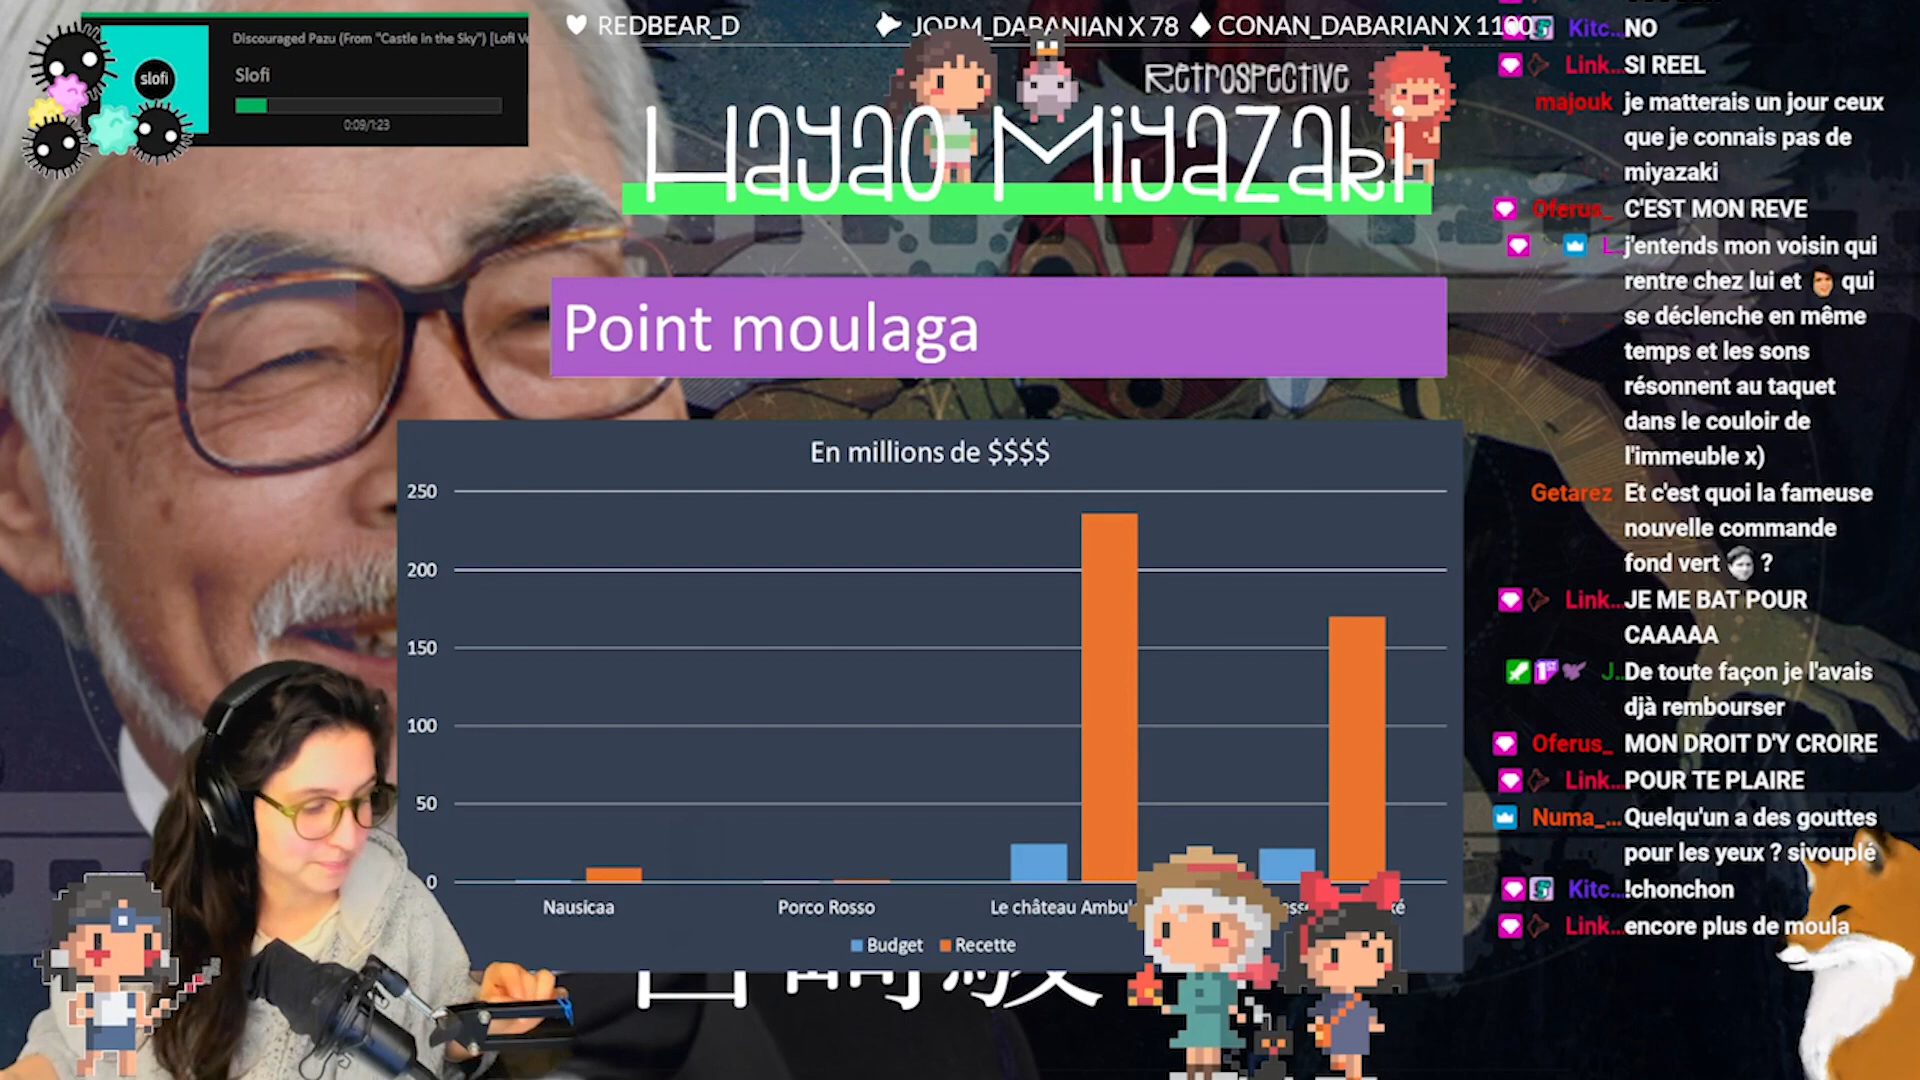 Discouraged Pazu (From "Castle in the Sky") [Lofi Ve
slofi
Slofi
0:09/1:23
REDBEAR_D
JORM_DABANIAN X 78
CONAN_DABARIAN X 1100
Retrospective
Hayao Miyazaki
Point moulaga
En millions de $$$$
250
200
150
100
50
0
Nausicaa
Porco Rosso
Le château Ambul
Budget
Recette
Kitc... NO
Link... SI REEL
majouk je matterais un jour ceux
que je connais pas de
miyazaki
Oferus_ C'EST MON REVE
L... j'entends mon voisin qui
rentre chez lui et qui
se déclenche en même
temps et les sons
résonnent au taquet
dans le couloir de
l'immeuble x)
Getarez Et c'est quoi la fameuse
nouvelle commande
fond vert ?
Link... JE ME BAT POUR
CAAAAA
1ST J... De toute façon je l'avais
djà rembourser
Oferus_ MON DROIT D'Y CROIRE
Link... POUR TE PLAIRE
Numa_... Quelqu'un a des gouttes
pour les yeux ? sivouplé
Kitc... !chonchon
Link... encore plus de moula